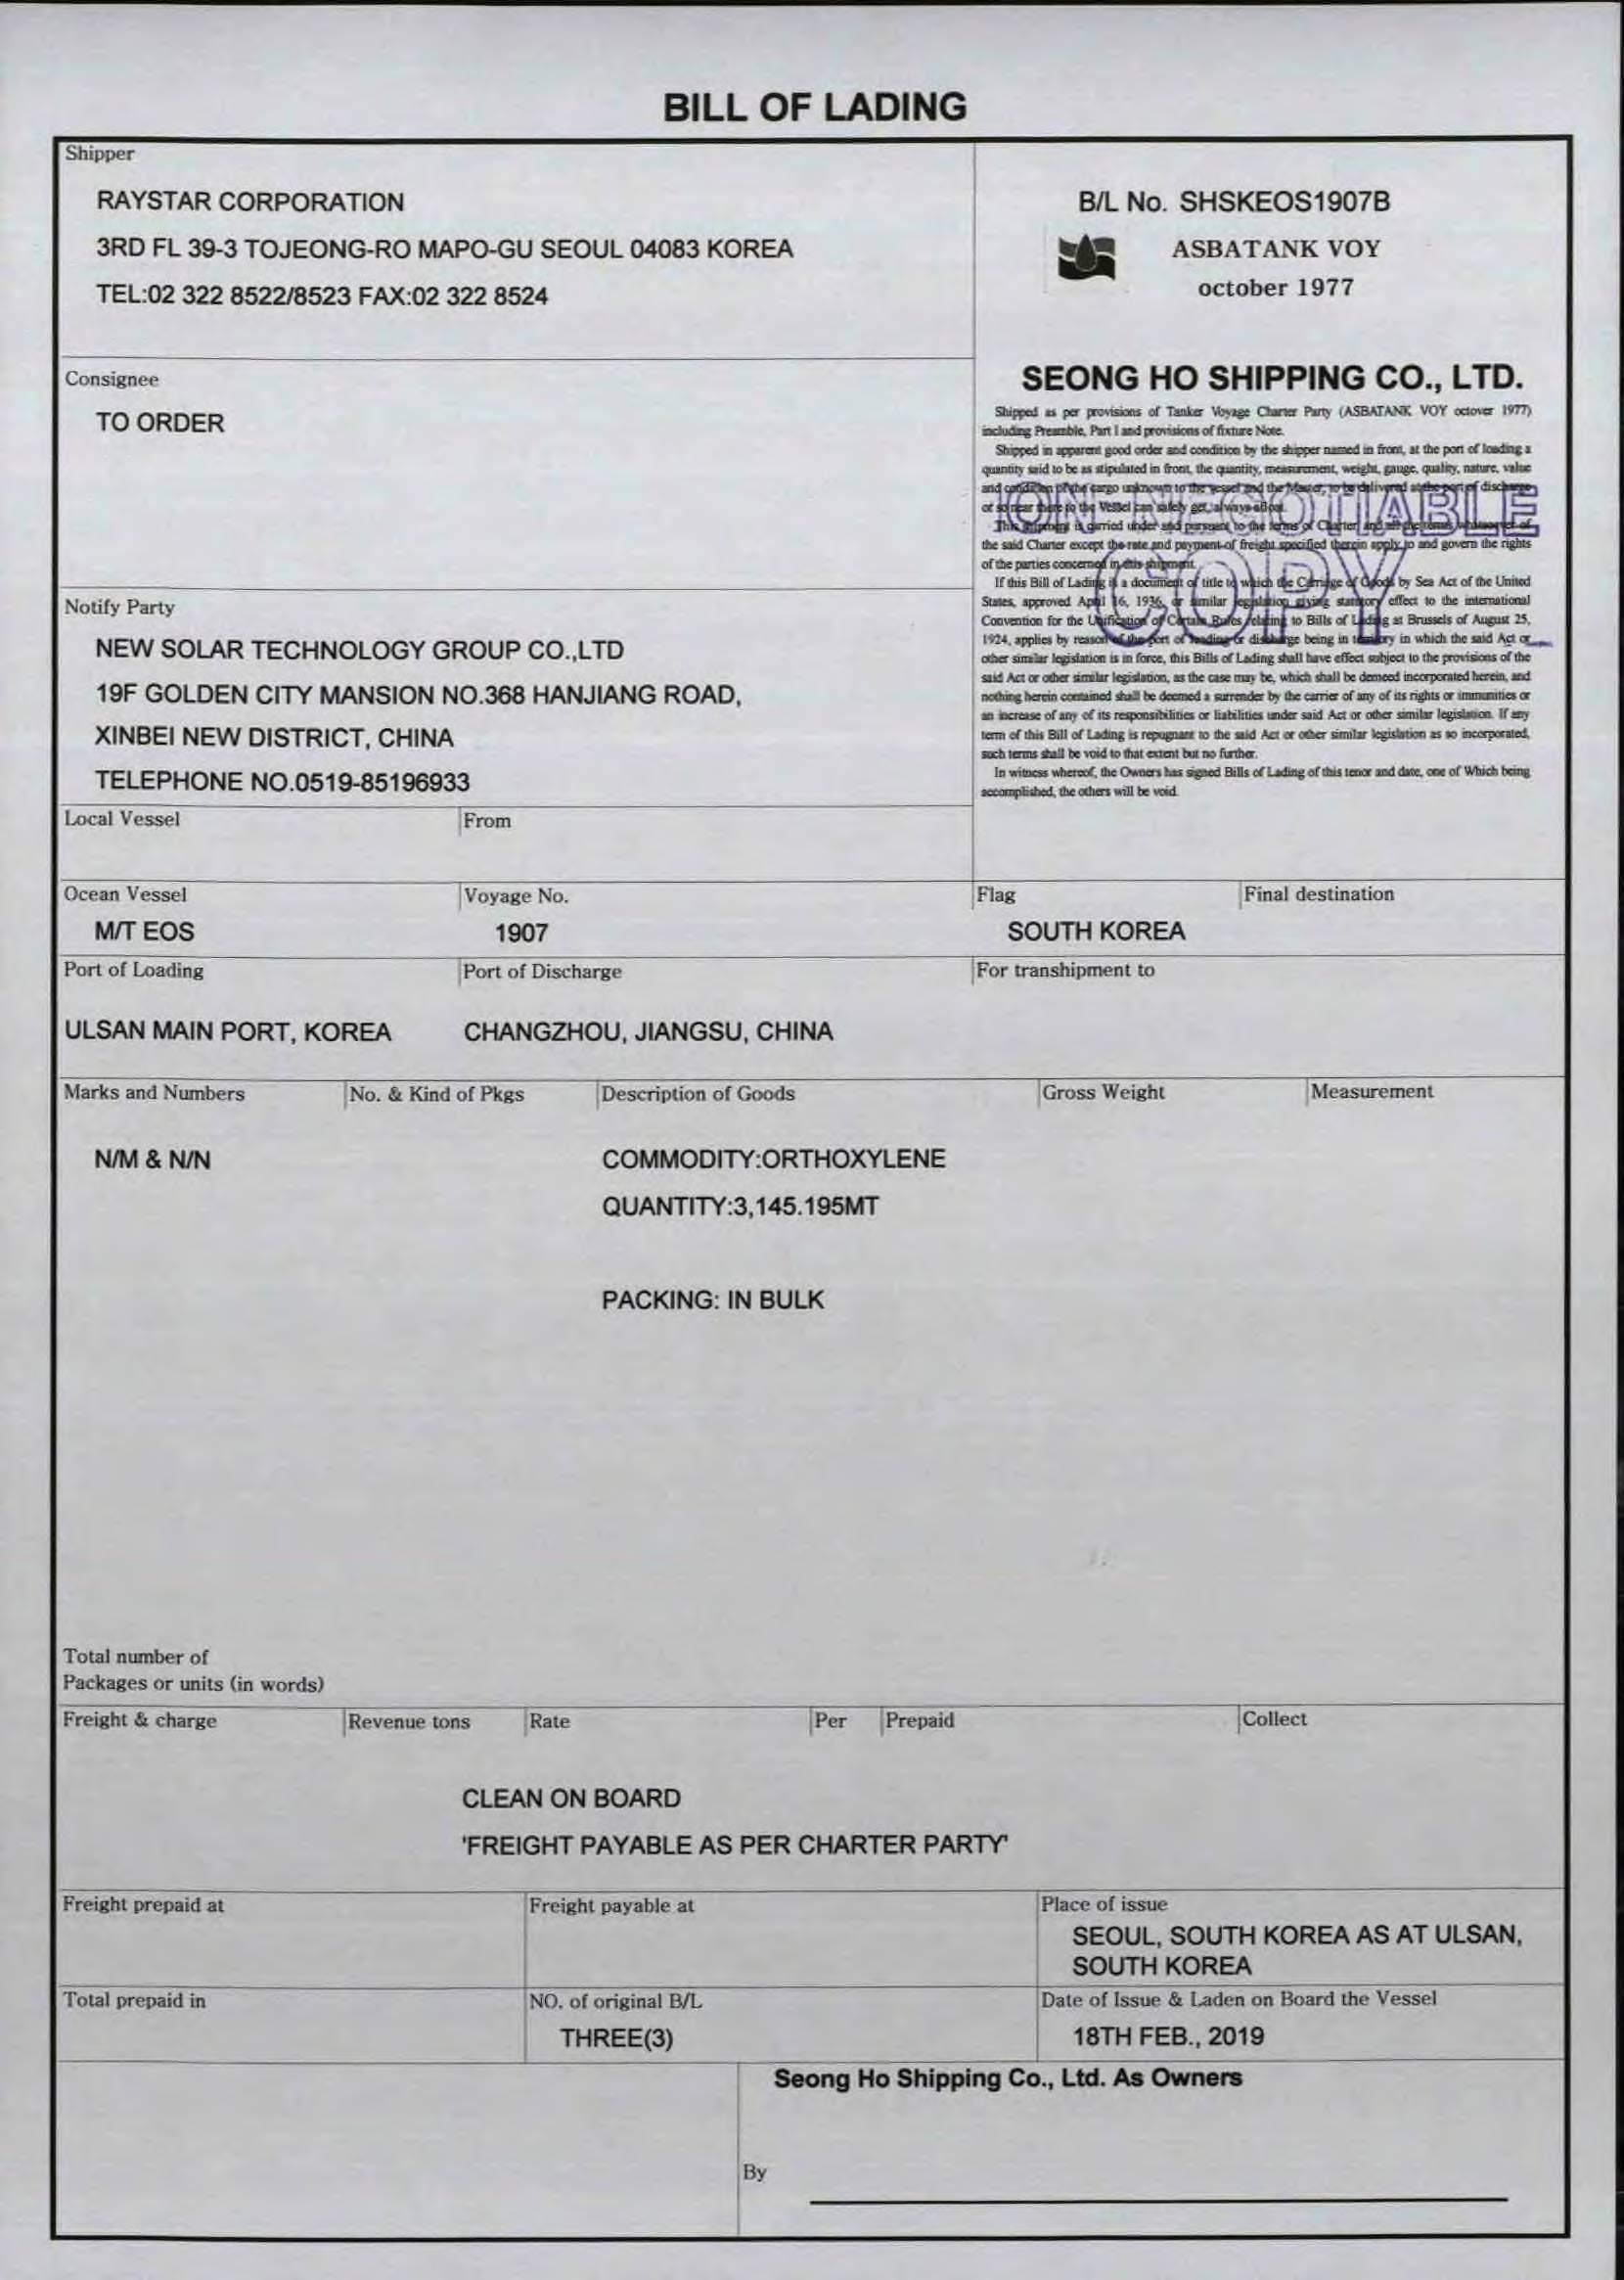 BILL OF LADING
Shipper
RAYSTAR CORPORATION
3RD FL 39-3 TOJEONG-RO MAPO-GU SEOUL 04083 KOREA
TEL:02 322 8522/8523 FAX:02 322 8524
B/L No. SHSKEOS1907B
ASBATANK VOY
october 1977
Consignee
TO ORDER
SEONG HO SHIPPING CO., LTD.
Shipped as per provisions of Tanker Voyage Charter Party (ASBATANK VOY octover 1977)
including Preamble, Part I and provisions of fixture Note.
Shipped in apparent good order and condition by the shipper named in front, at the port of loading a
quantity said to be as stipulated in front, the quantity, measurement, weight, gauge, quality, nature, value
and condition of the cargo unknown to the vessel and the Master, to be delivered at the port of discharge
or so near there to the Vessel can safely get, always afloat.
This shipment is carried under and pursuant to the terms of Charter, and all the terms whatsoever of
the said Charter except the rate and payment of freight specified therein apply to and govern the rights
of the parties concerned in this shipment.
If this Bill of Lading is a document of title to which the Carriage of Goods by Sea Act of the United
States, approved April 16, 1936, or similar legislation giving statutory effect to the international
Convention for the Unification of Certain Rules relating to Bills of Lading at Brussels of August 25,
1924, applies by reason of the port of loading or discharge being in territory in which the said Act or
other similar legislation is in force, this Bills of Lading shall have effect subject to the provisions of the
said Act or other similar legislation, as the case may be, which shall be demeed incorporated herein, and
nothing herein contained shall be deemed a surrender by the carrier of any of its rights or immunities or
an increase of any of its responsibilities or liabilities under said Act or other similar legislation. If any
term of this Bill of Lading is repugnant to the said Act or other similar legislation as so incorporated,
such terms shall be void to that extent but no further.
In witness whereof, the Owners has signed Bills of Lading of this tenor and date, one of Which being
accomplished, the others will be void.
ON NEGOTIABLE
COPY
Notify Party
NEW SOLAR TECHNOLOGY GROUP CO.,LTD
19F GOLDEN CITY MANSION NO.368 HANJIANG ROAD,
XINBEI NEW DISTRICT, CHINA
TELEPHONE NO.0519-85196933
Local Vessel From
Ocean Vessel Voyage No. Flag Final destination
M/T EOS 1907 SOUTH KOREA
Port of Loading Port of Discharge For transhipment to
ULSAN MAIN PORT, KOREA CHANGZHOU, JIANGSU, CHINA
Marks and Numbers No. & Kind of Pkgs Description of Goods Gross Weight Measurement
N/M & N/N COMMODITY:ORTHOXYLENE
QUANTITY:3,145.195MT
PACKING: IN BULK
Total number of
Packages or units (in words)
Freight & charge Revenue tons Rate Per Prepaid Collect
CLEAN ON BOARD
'FREIGHT PAYABLE AS PER CHARTER PARTY'
Freight prepaid at Freight payable at Place of issue
SEOUL, SOUTH KOREA AS AT ULSAN,
SOUTH KOREA
Total prepaid in NO. of original B/L Date of Issue & Laden on Board the Vessel
THREE(3) 18TH FEB., 2019
Seong Ho Shipping Co., Ltd. As Owners
By